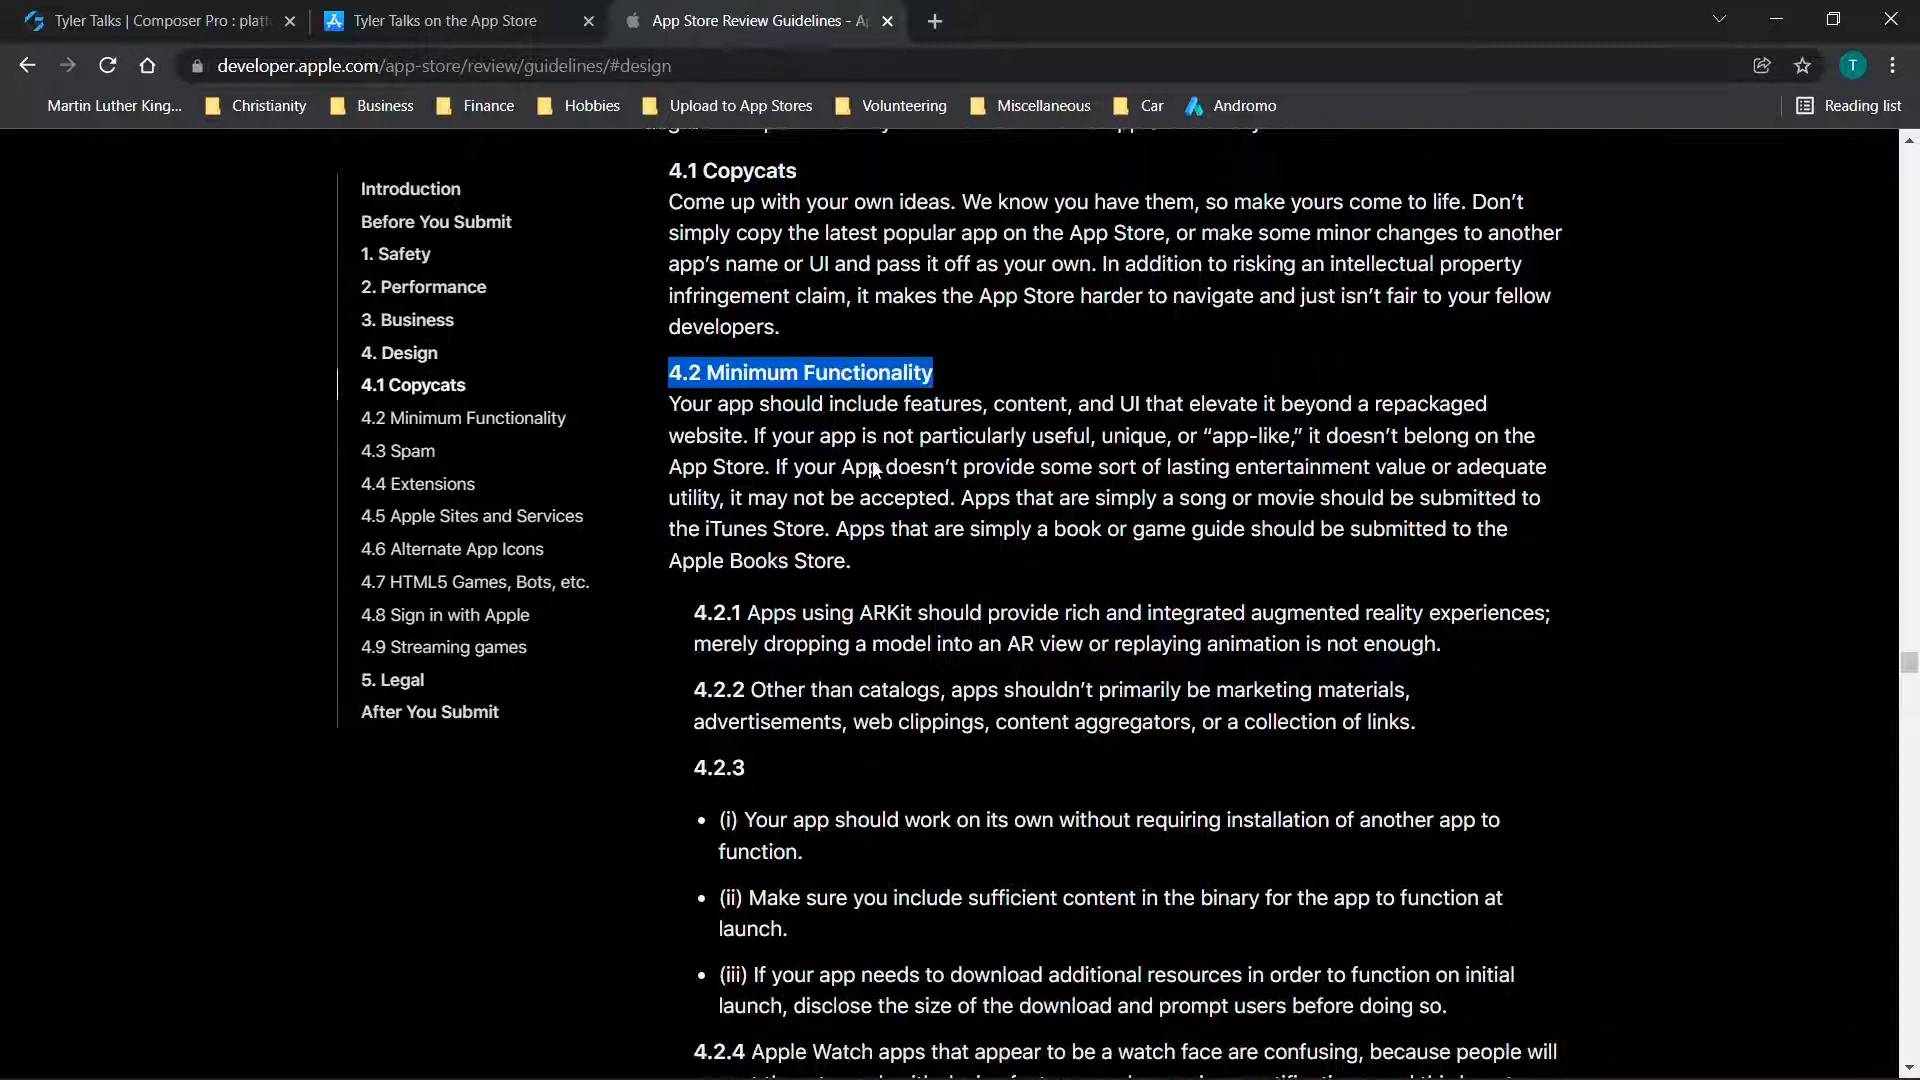 Tyler Talks | Composer Pro : platf
Tyler Talks on the App Store
App Store Review Guidelines - A
developer.apple.com/app-store/review/guidelines/#design
T
Martin Luther King...
Christianity
Business
Finance
Hobbies
Upload to App Stores
Volunteering
Miscellaneous
Car
Andromo
Reading list
Introduction
Before You Submit
1. Safety
2. Performance
3. Business
4. Design
4.1 Copycats
4.2 Minimum Functionality
4.3 Spam
4.4 Extensions
4.5 Apple Sites and Services
4.6 Alternate App Icons
4.7 HTML5 Games, Bots, etc.
4.8 Sign in with Apple
4.9 Streaming games
5. Legal
After You Submit
4.1 Copycats
Come up with your own ideas. We know you have them, so make yours come to life. Don’t
simply copy the latest popular app on the App Store, or make some minor changes to another
app’s name or UI and pass it off as your own. In addition to risking an intellectual property
infringement claim, it makes the App Store harder to navigate and just isn’t fair to your fellow
developers.
4.2 Minimum Functionality
Your app should include features, content, and UI that elevate it beyond a repackaged
website. If your app is not particularly useful, unique, or “app-like,” it doesn’t belong on the
App Store. If your App doesn’t provide some sort of lasting entertainment value or adequate
utility, it may not be accepted. Apps that are simply a song or movie should be submitted to
the iTunes Store. Apps that are simply a book or game guide should be submitted to the
Apple Books Store.
4.2.1 Apps using ARKit should provide rich and integrated augmented reality experiences;
merely dropping a model into an AR view or replaying animation is not enough.
4.2.2 Other than catalogs, apps shouldn’t primarily be marketing materials,
advertisements, web clippings, content aggregators, or a collection of links.
4.2.3
• (i) Your app should work on its own without requiring installation of another app to
function.
• (ii) Make sure you include sufficient content in the binary for the app to function at
launch.
• (iii) If your app needs to download additional resources in order to function on initial
launch, disclose the size of the download and prompt users before doing so.
4.2.4 Apple Watch apps that appear to be a watch face are confusing, because people will